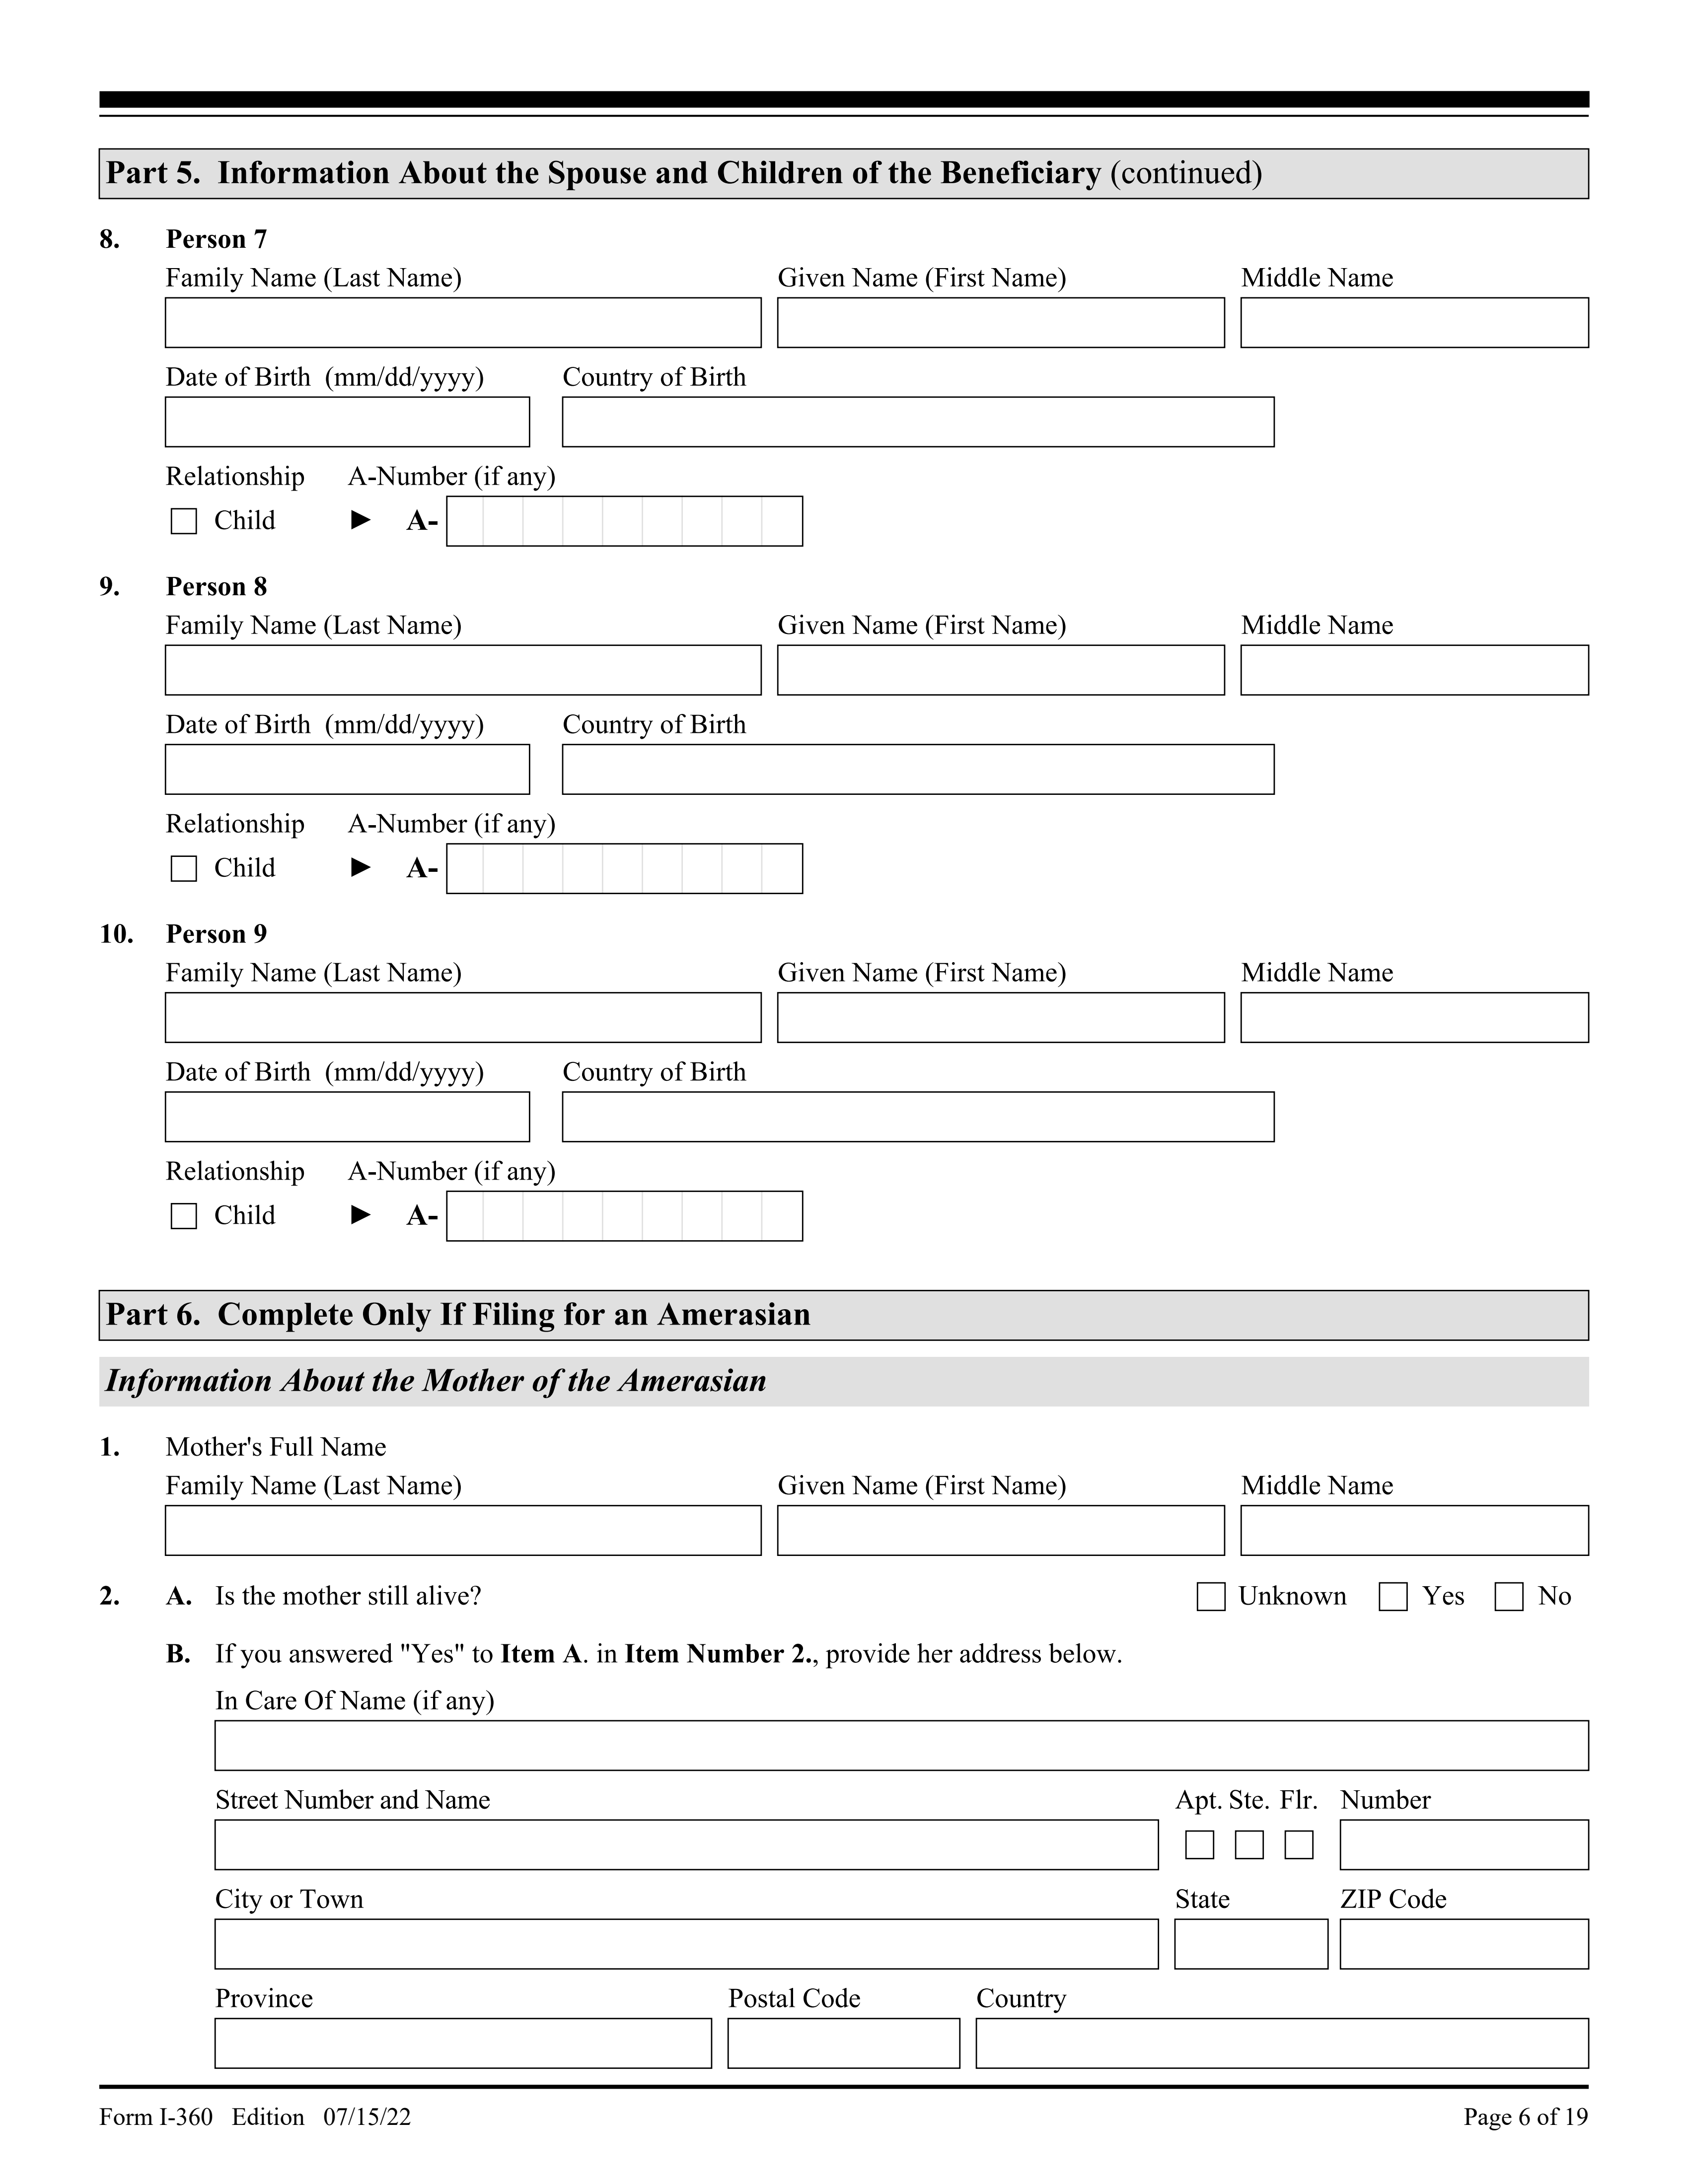 Part 5.  Information About the Spouse and Children of the Beneficiary (continued)
8. Person 7
Family Name (Last Name) Given Name (First Name) Middle Name
Date of Birth (mm/dd/yyyy) Country of Birth
Relationship A-Number (if any)
Child ► A-
9. Person 8
Family Name (Last Name) Given Name (First Name) Middle Name
Date of Birth (mm/dd/yyyy) Country of Birth
Relationship A-Number (if any)
Child ► A-
10. Person 9
Family Name (Last Name) Given Name (First Name) Middle Name
Date of Birth (mm/dd/yyyy) Country of Birth
Relationship A-Number (if any)
Child ► A-
Part 6.  Complete Only If Filing for an Amerasian
Information About the Mother of the Amerasian
1. Mother's Full Name
Family Name (Last Name) Given Name (First Name) Middle Name
2. A. Is the mother still alive? Unknown Yes No
B. If you answered "Yes" to Item A. in Item Number 2., provide her address below.
In Care Of Name (if any)
Street Number and Name Apt. Ste. Flr. Number
City or Town State ZIP Code
Province Postal Code Country
Form I-360 Edition 07/15/22 Page 6 of 19